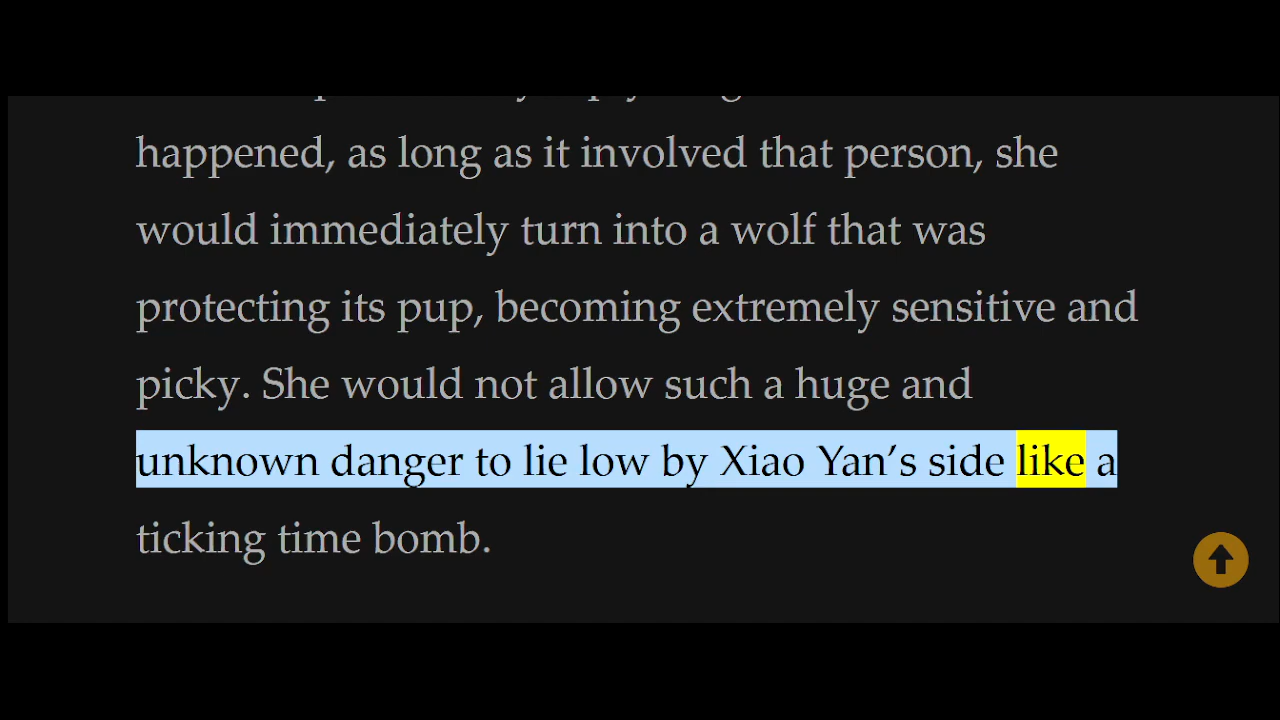 happened, as long as it involved that person, she
would immediately turn into a wolf that was
protecting its pup, becoming extremely sensitive and
picky. She would not allow such a huge and
unknown danger to lie low by Xiao Yan’s side like a
ticking time bomb.